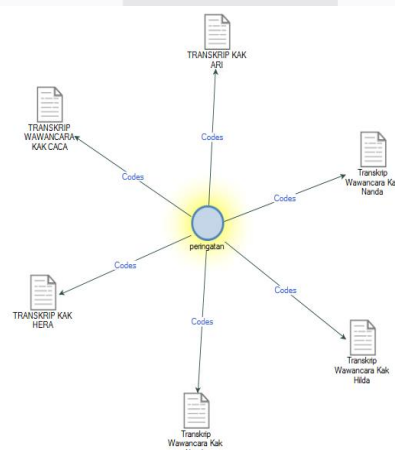 TRANSKRIP KAK
ARI
TRANSKRIP
WAWANCARA
KAK CACA
Codes
Transkrip
Wawancara Kak
Nanda
Codes
Codes
peringatan
Codes
Codes
TRANSKRIP KAK
HERA
Codes
Transkrip
Wawancara Kak
Hilda
Transkrip
Wawancara Kak